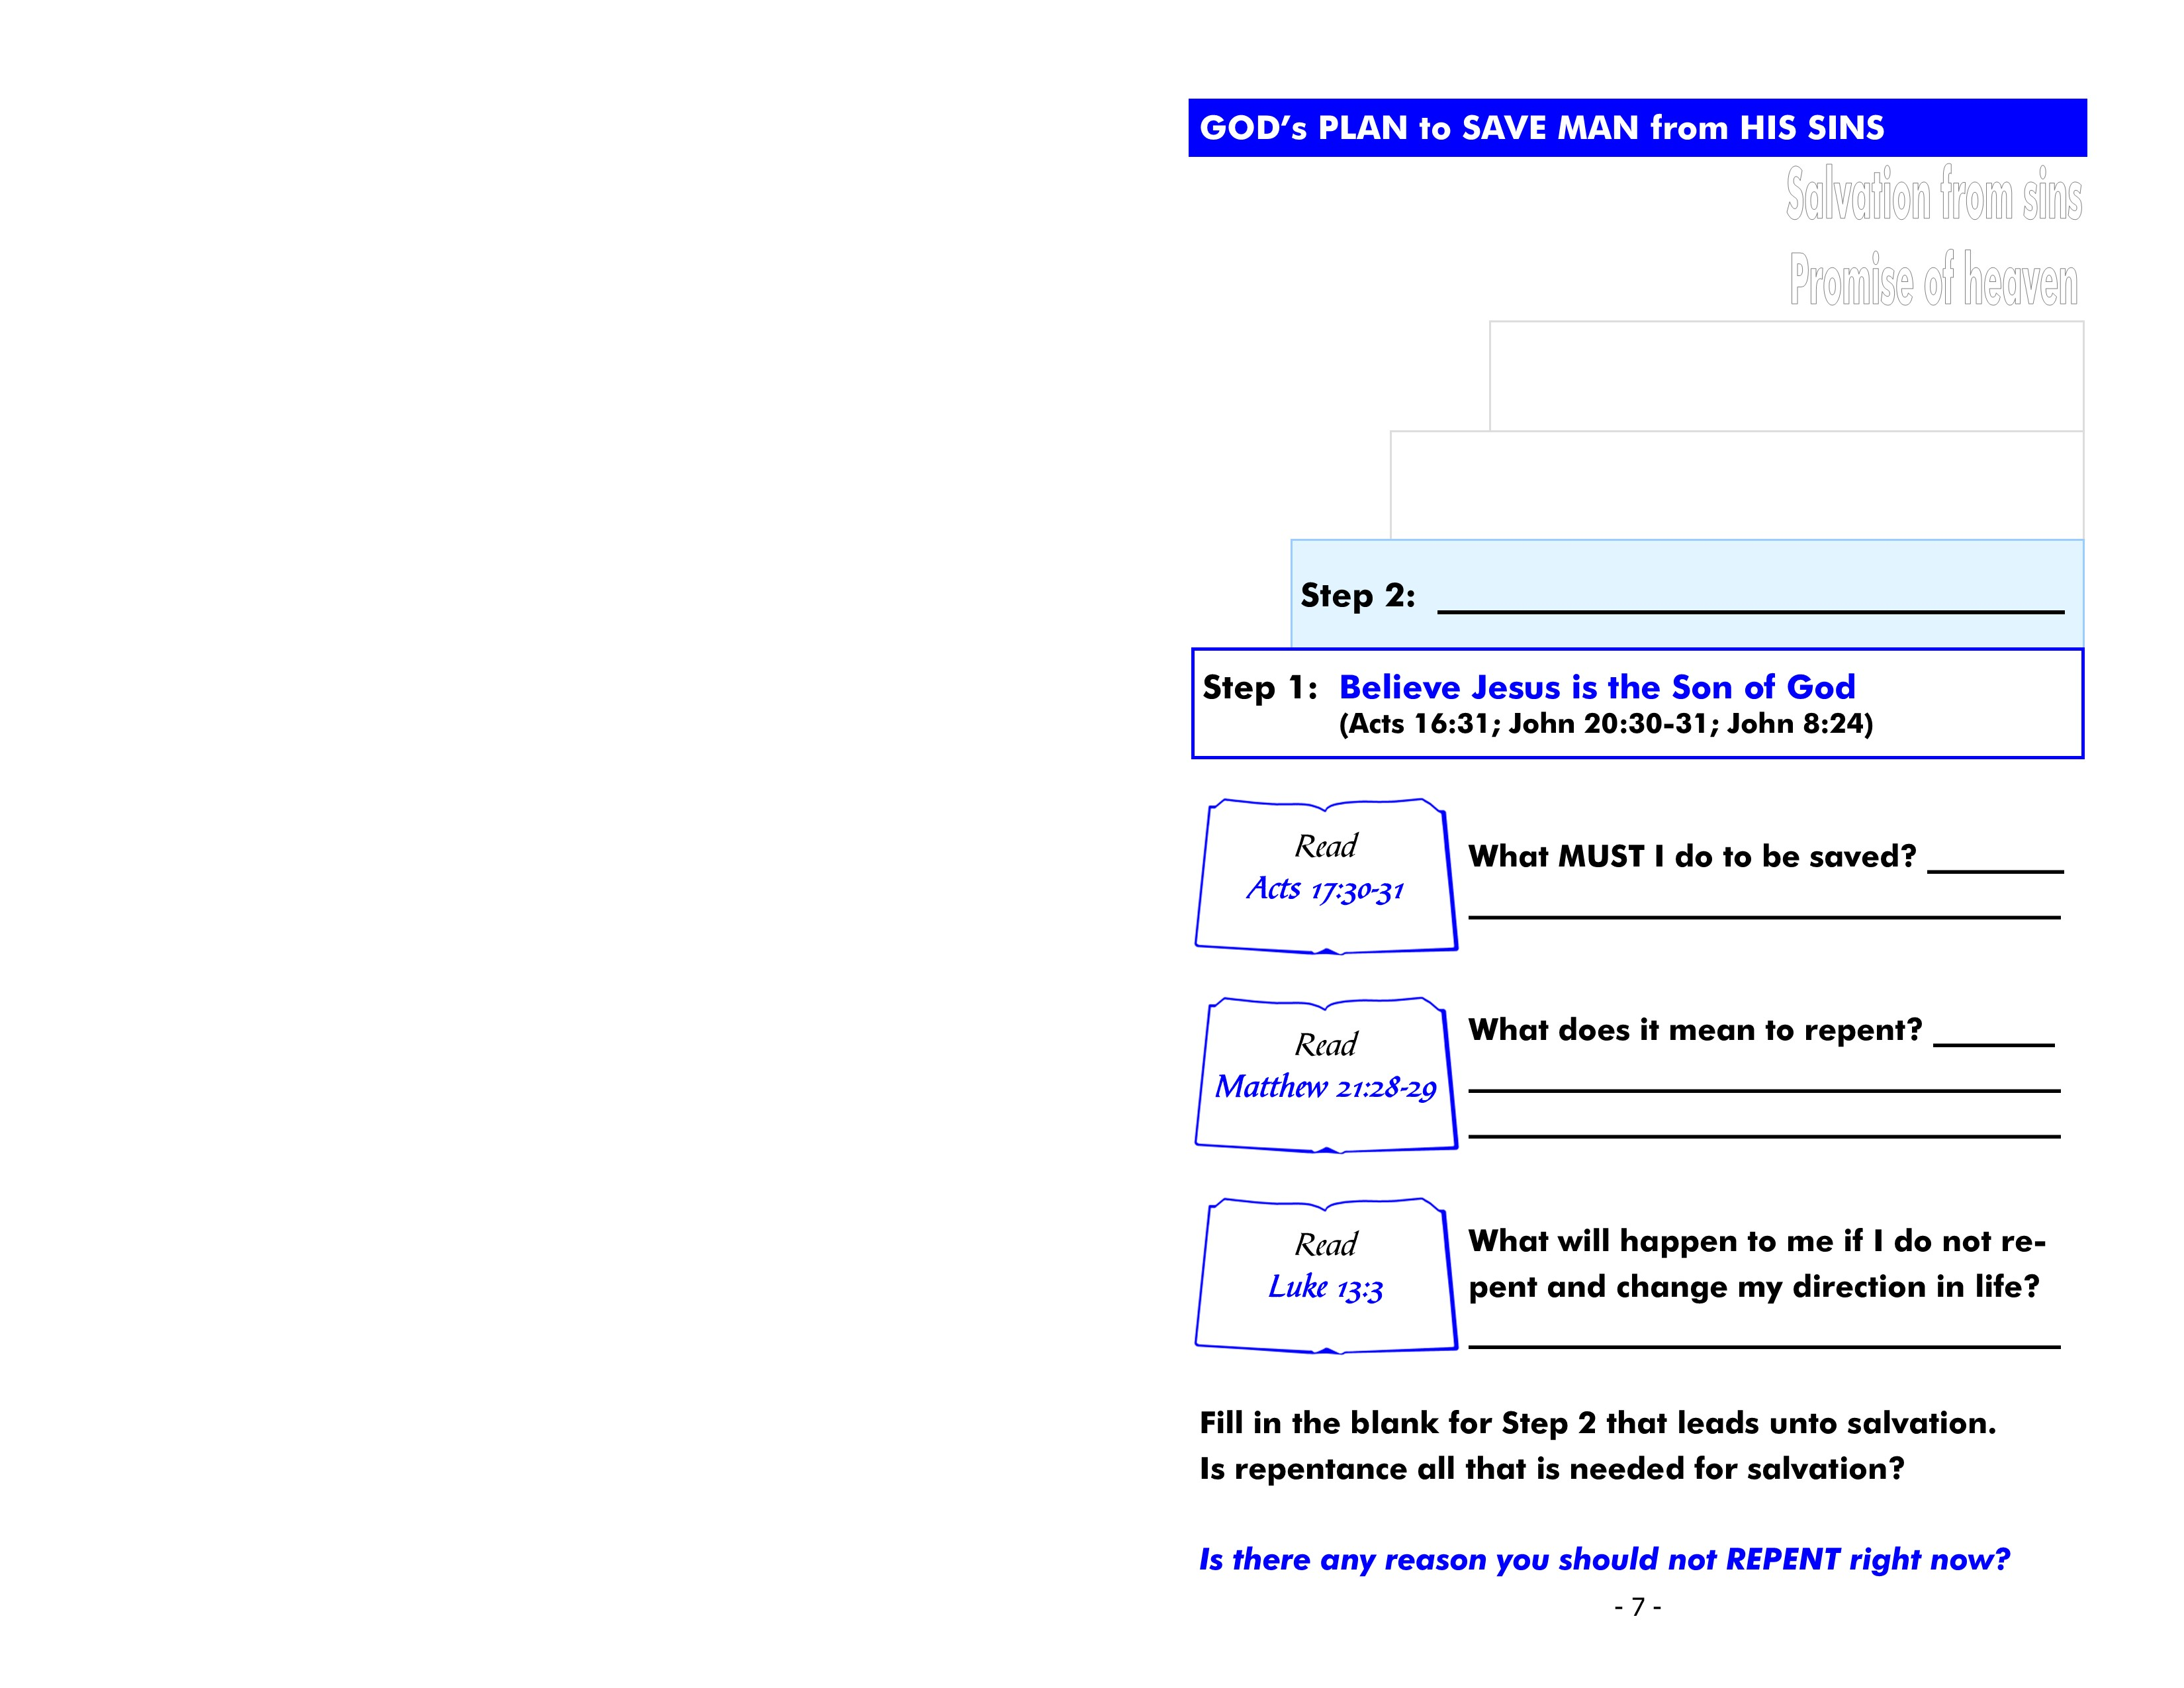 GOD’s PLAN to SAVE MAN from HIS SINS
Salvation from sins
Promise of heaven
Step 2:
Step 1: Believe Jesus is the Son of God
(Acts 16:31; John 20:30-31; John 8:24)
Read
Acts 17:30-31
What MUST I do to be saved?
Read
Matthew 21:28-29
What does it mean to repent?
Read
Luke 13:3
What will happen to me if I do not re-
pent and change my direction in life?
Fill in the blank for Step 2 that leads unto salvation.
Is repentance all that is needed for salvation?
Is there any reason you should not REPENT right now?
- 7 -